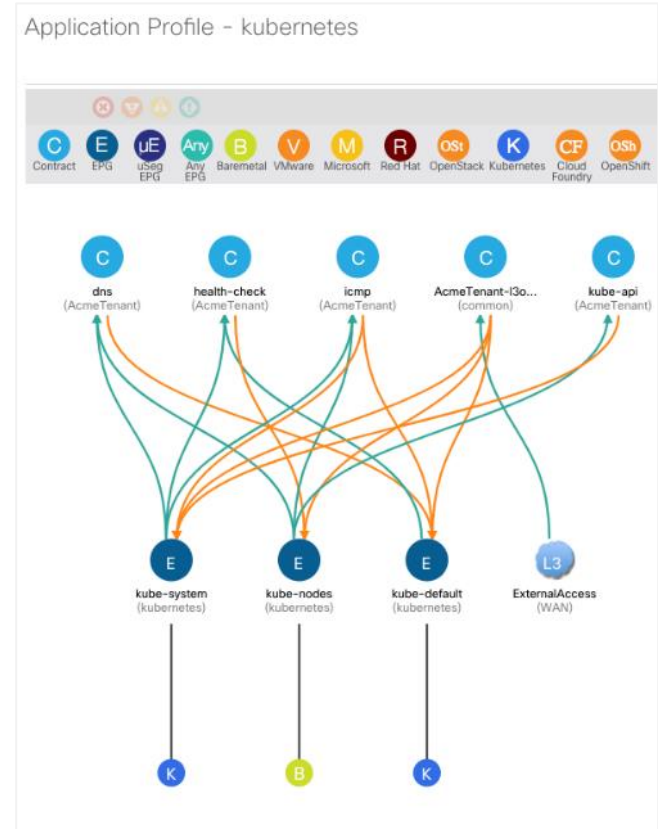 Application Profile - kubernetes
C E uE Any B V M R OSt K CF OSh
Contract EPG uSeg EPG Any EPG Baremetal VMware Microsoft Red Hat OpenStack Kubernetes Cloud Foundry OpenShift
C C C C C
dns health-check icmp AcmeTenant-l3o... kube-api
(AcmeTenant) (AcmeTenant) (AcmeTenant) (common) (AcmeTenant)
E E E L3
kube-system kube-nodes kube-default ExternalAccess
(kubernetes) (kubernetes) (kubernetes) (WAN)
K B K